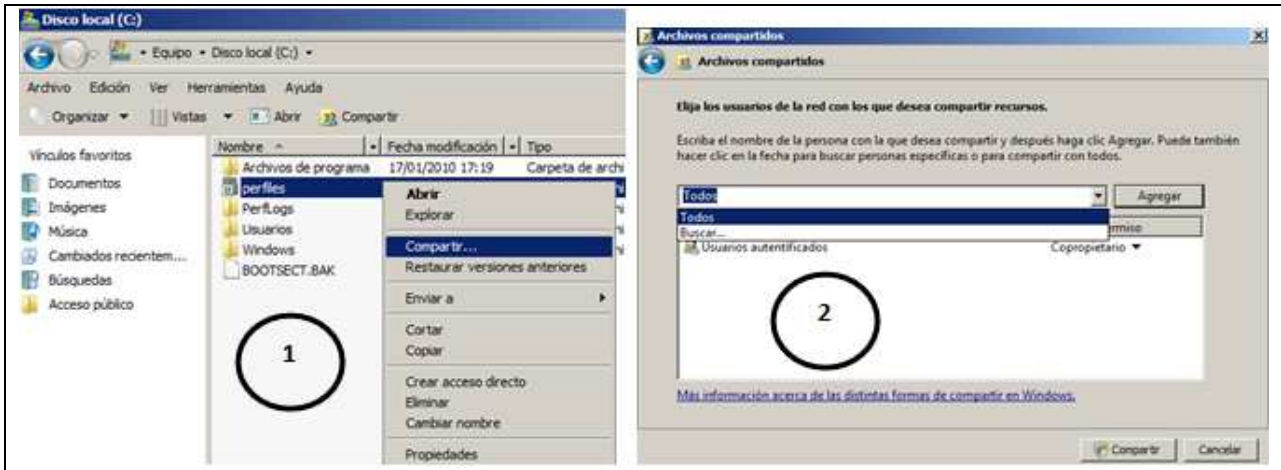 Disco local (C:)
Equipo • Disco local (C:)
Archivo Edición Ver Herramientas Ayuda
Organizar Vistas Abrir Compartir
Vínculos favoritos
Documentos
Imágenes
Música
Cambiados recientem...
Búsquedas
Acceso público
Nombre Fecha modificación Tipo
Archivos de programa 17/01/2010 17:19 Carpeta de archi
perfiles
PerfLogs
Usuarios
Windows
BOOTSECT.BAK
Abrir
Explorar
Compartir...
Restaurar versiones anteriores
Enviar a
Cortar
Copiar
Crear acceso directo
Eliminar
Cambiar nombre
Propiedades
1
Archivos compartidos
Archivos compartidos
Elija los usuarios de la red con los que desea compartir recursos.
Escriba el nombre de la persona con la que desea compartir y después haga clic Agregar. Puede también
hacer clic en la fecha para buscar personas específicas o para compartir con todos.
Todos Agregar
Todos
Buscar... rmiso
Usuarios autentificados Copropietario
2
Más información acerca de las distintas formas de compartir en Windows.
Compartir Cancelar